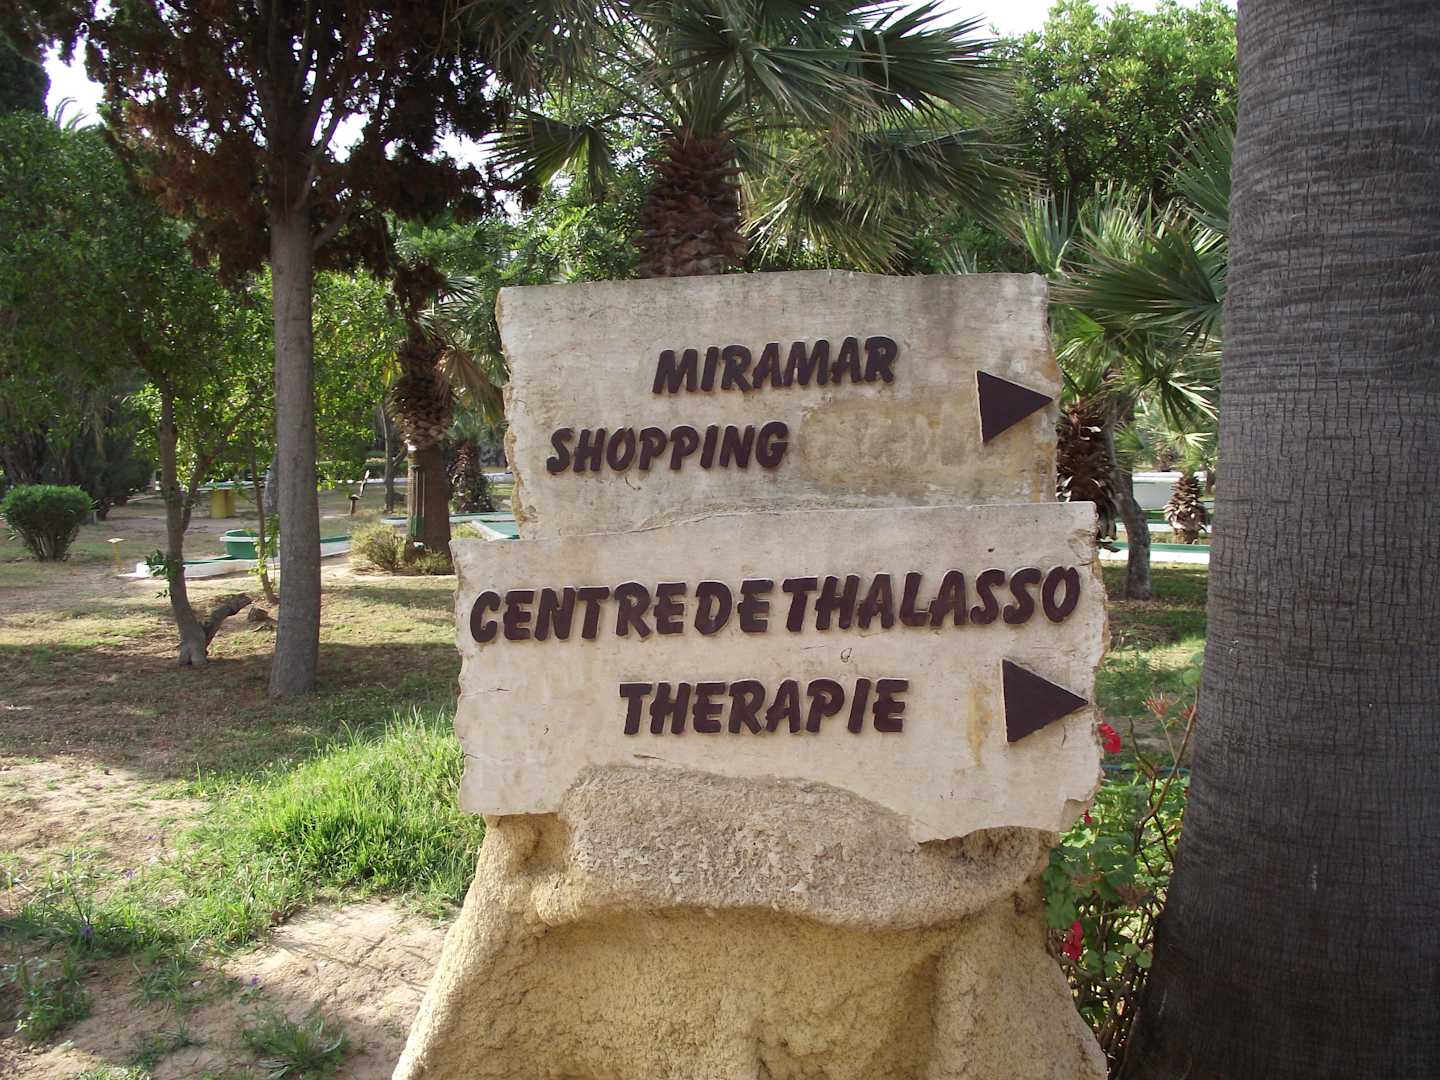 MIRAMAR
SHOPPING
CENTRE DE THALASSO
THERAPIE